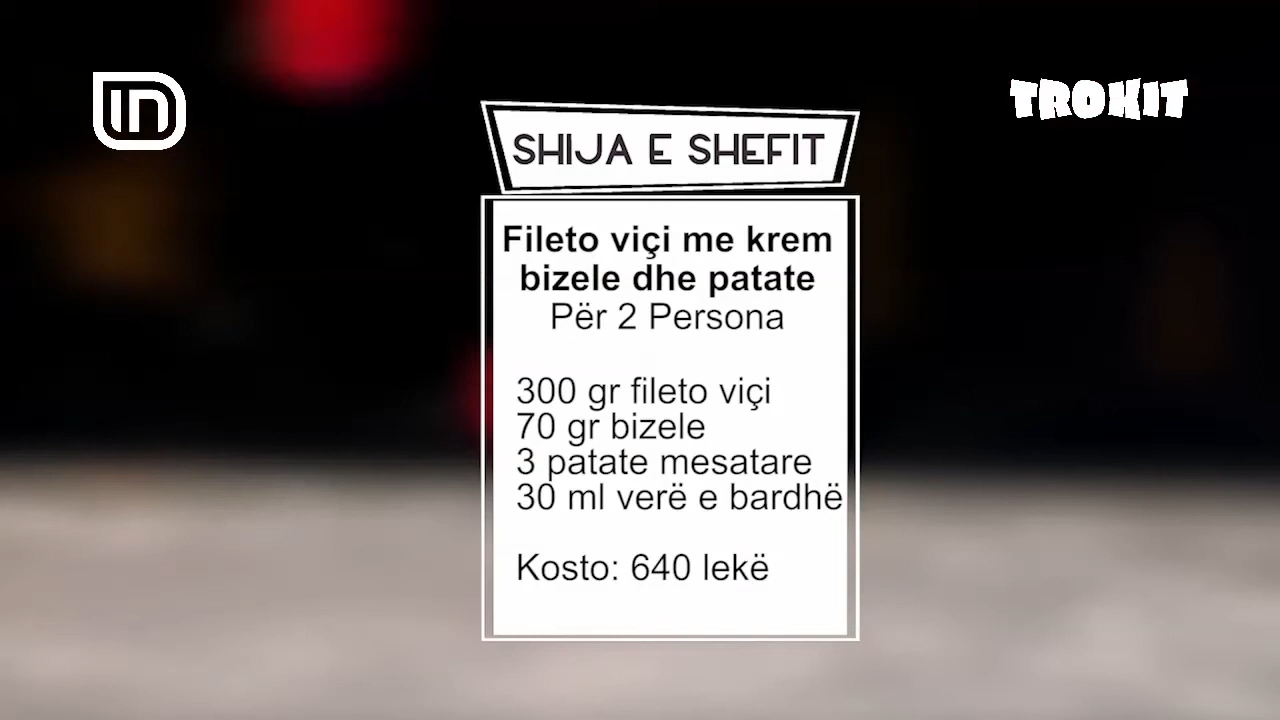 IN
TROKIT
SHIJA E SHEFIT
Fileto viçi me krem
bizele dhe patate
Për 2 Persona
300 gr fileto viçi
70 gr bizele
3 patate mesatare
30 ml verë e bardhë
Kosto: 640 lekë